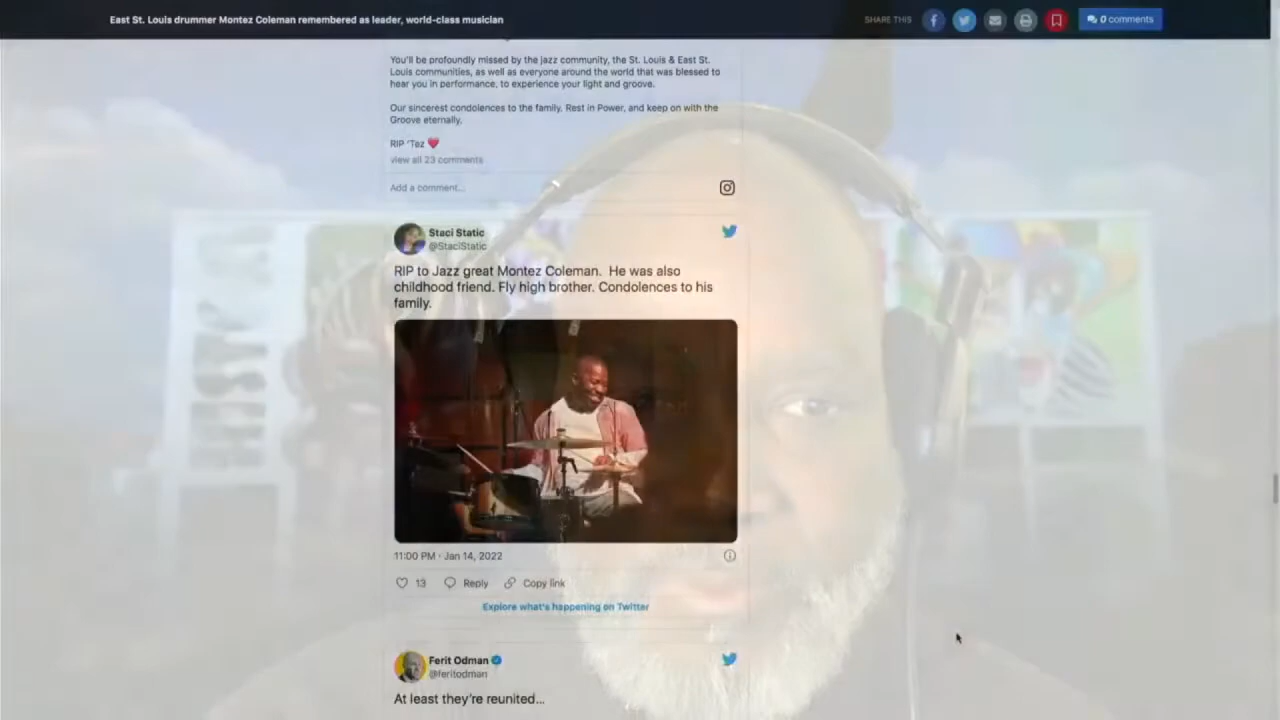 East St. Louis drummer Montez Coleman remembered as leader, world-class musician
SHARE THIS
0 comments
You'll be profoundly missed by the jazz community, the St. Louis & East St.
Louis communities, as well as everyone around the world that was blessed to
hear you in performance, to experience your light and groove.
Our sincerest condolences to the family. Rest in Power, and keep on with the
Groove eternally.
RIP 'Tez ❤️
view all 23 comments
Add a comment...
Staci Static
@StaciStatic
RIP to Jazz great Montez Coleman. He was also
childhood friend. Fly high brother. Condolences to his
family.
11:00 PM · Jan 14, 2022
13 Reply Copy link
Explore what's happening on Twitter
Ferit Odman
@feritodman
At least they're reunited...